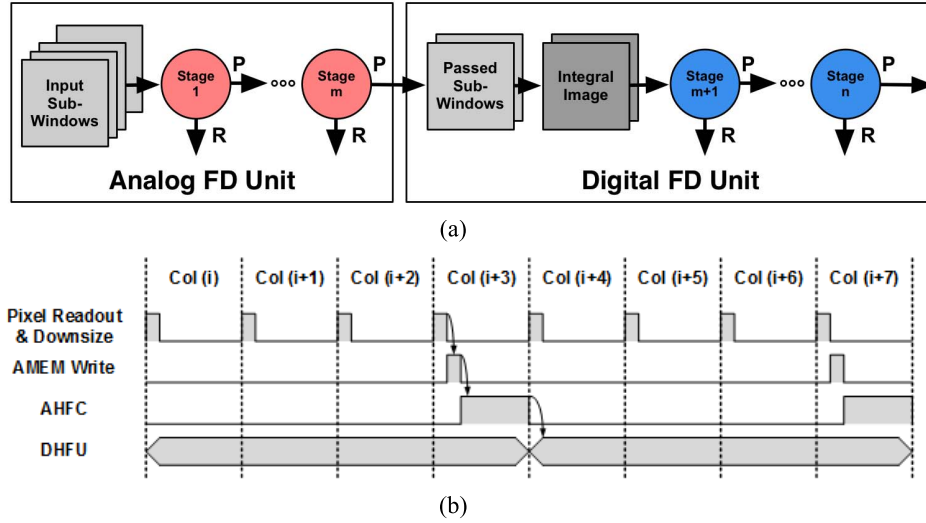 Input Sub-Windows
Stage 1
P
R
Stage m
P
R
Analog FD Unit
Passed Sub-Windows
Integral Image
Stage m+1
P
R
Stage n
P
R
Digital FD Unit
(a)
Col (i) Col (i+1) Col (i+2) Col (i+3) Col (i+4) Col (i+5) Col (i+6) Col (i+7)
Pixel Readout
& Downsize
AMEM Write
AHFC
DHFU
(b)